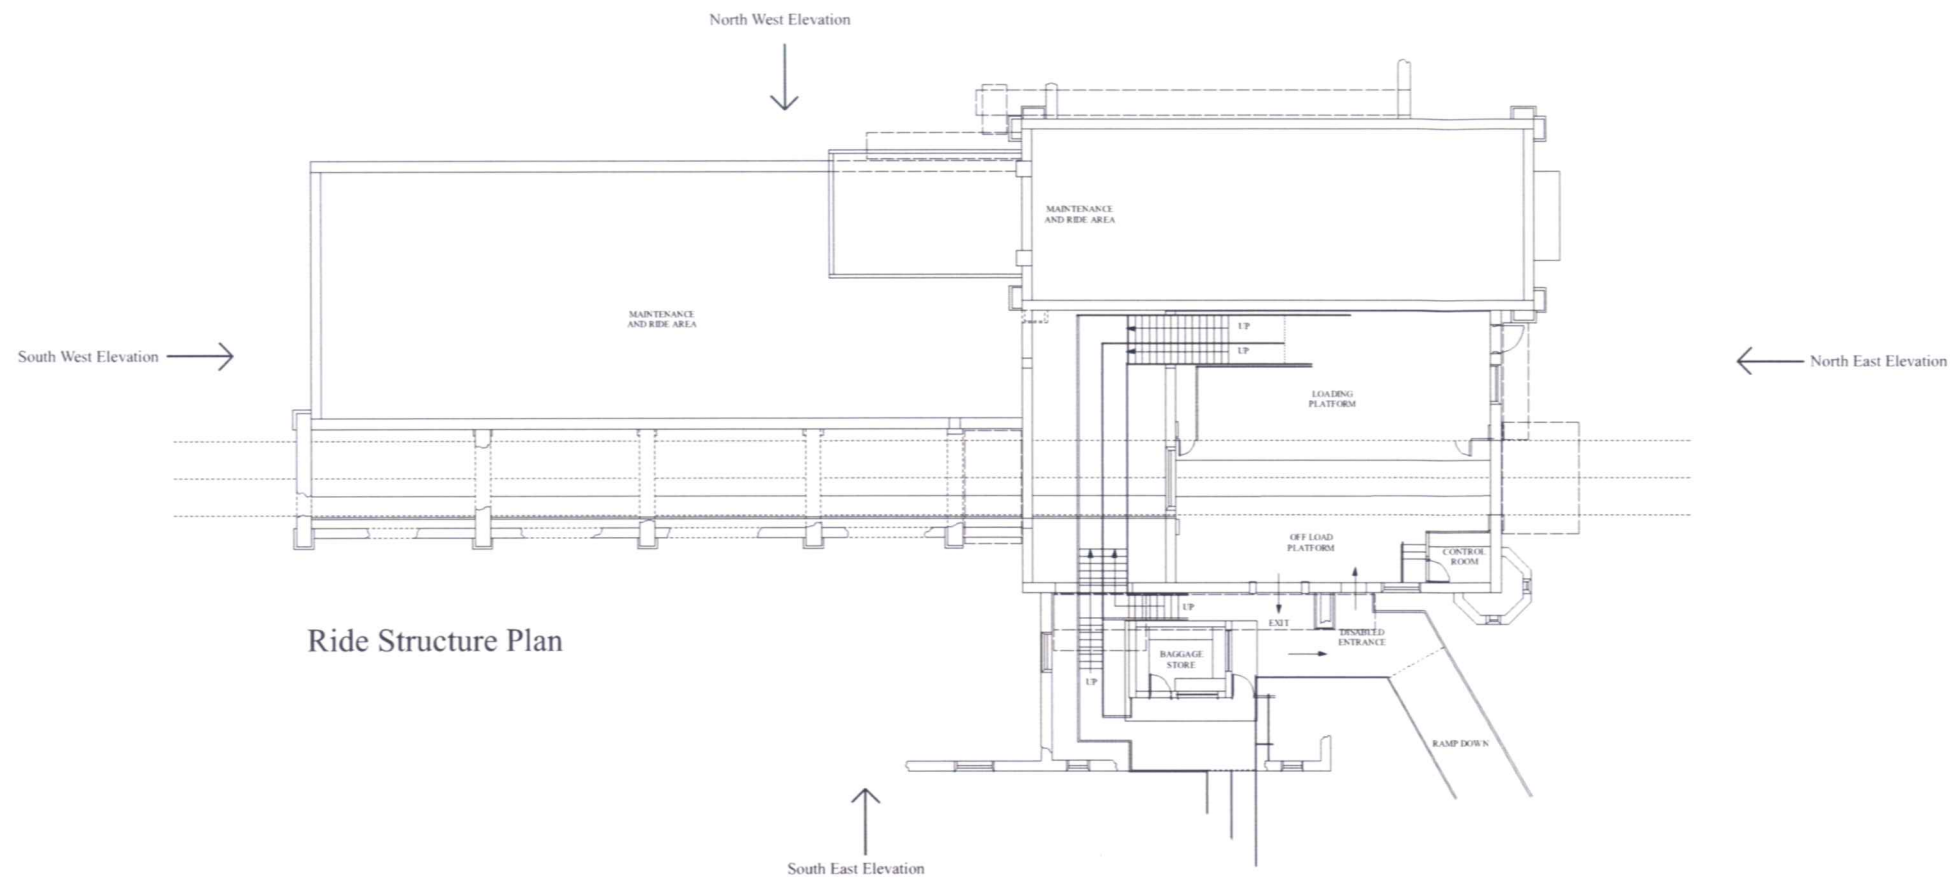 North West Elevation
MAINTENANCE
AND RIDE AREA
MAINTENANCE
AND RIDE AREA
UP
UP
South West Elevation
North East Elevation
LOADING
PLATFORM
OFF LOAD
PLATFORM
CONTROL
ROOM
UP
EXIT
DISABLED
ENTRANCE
Ride Structure Plan
BAGGAGE
STORE
UP
RAMP DOWN
South East Elevation